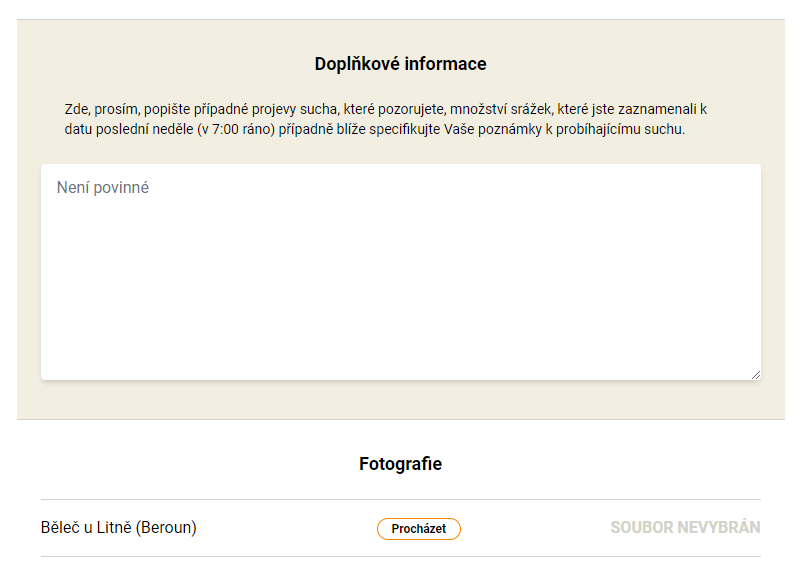 Doplňkové informace
Zde, prosím, popište případné projevy sucha, které pozorujete, množství srážek, které jste zaznamenali k
datu poslední neděle (v 7:00 ráno) případně blíže specifikujte Vaše poznámky k probíhajícímu suchu.
Není povinné
Fotografie
Běleč u Litně (Beroun) Procházet SOUBOR NEVYBRÁN